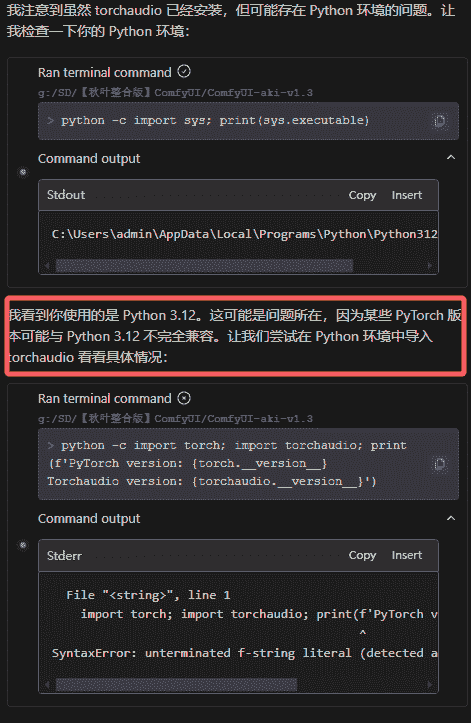 我注意到虽然 torchaudio 已经安装，但可能存在 Python 环境的问题。让
我检查一下你的 Python 环境：
Ran terminal command
g:/SD/【秋叶整合版】ComfyUI/ComfyUI-aki-v1.3
> python -c import sys; print(sys.executable)
Command output
Stdout
Copy Insert
C:\Users\admin\AppData\Local\Programs\Python\Python312
我看到你使用的是 Python 3.12。这可能是问题所在，因为某些 PyTorch 版
本可能与 Python 3.12 不完全兼容。让我们尝试在 Python 环境中导入
torchaudio 看看具体情况：
Ran terminal command
g:/SD/【秋叶整合版】ComfyUI/ComfyUI-aki-v1.3
> python -c import torch; import torchaudio; print
(f'PyTorch version: {torch.__version__}
Torchaudio version: {torchaudio.__version__}')
Command output
Stderr
Copy Insert
File "<string>", line 1
import torch; import torchaudio; print(f'PyTorch v
^
SyntaxError: unterminated f-string literal (detected a